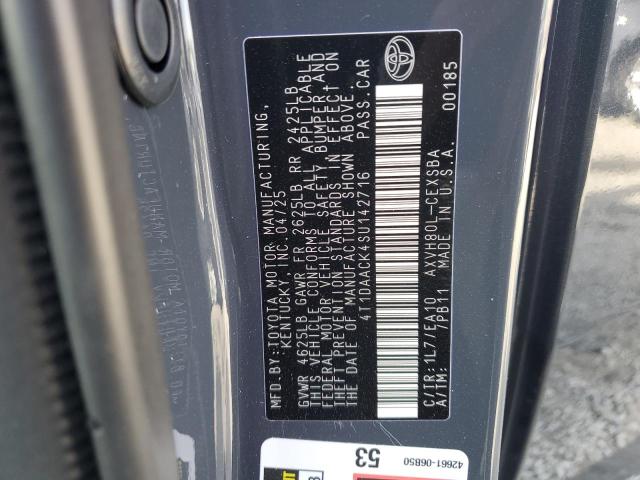 MFD.BY:TOYOTA MOTOR MANUFACTURING,
KENTUCKY, INC. 04/25
GVWR 4625LB GAWR FR 2625LB RR 2425LB
THIS VEHICLE CONFORMS TO ALL APPLICABLE
FEDERAL MOTOR VEHICLE SAFETY, BUMPER, AND
THEFT PREVENTION STANDARDS IN EFFECT ON
THE DATE OF MANUFACTURE SHOWN ABOVE.
4T1DAACK4SU142716 PASS.CAR
C/TR: 1L7/EA10 AXVH80L-CEXSBA
A/TM: /PB11 MADE IN U.S.A. 00185
53
42661-06B50